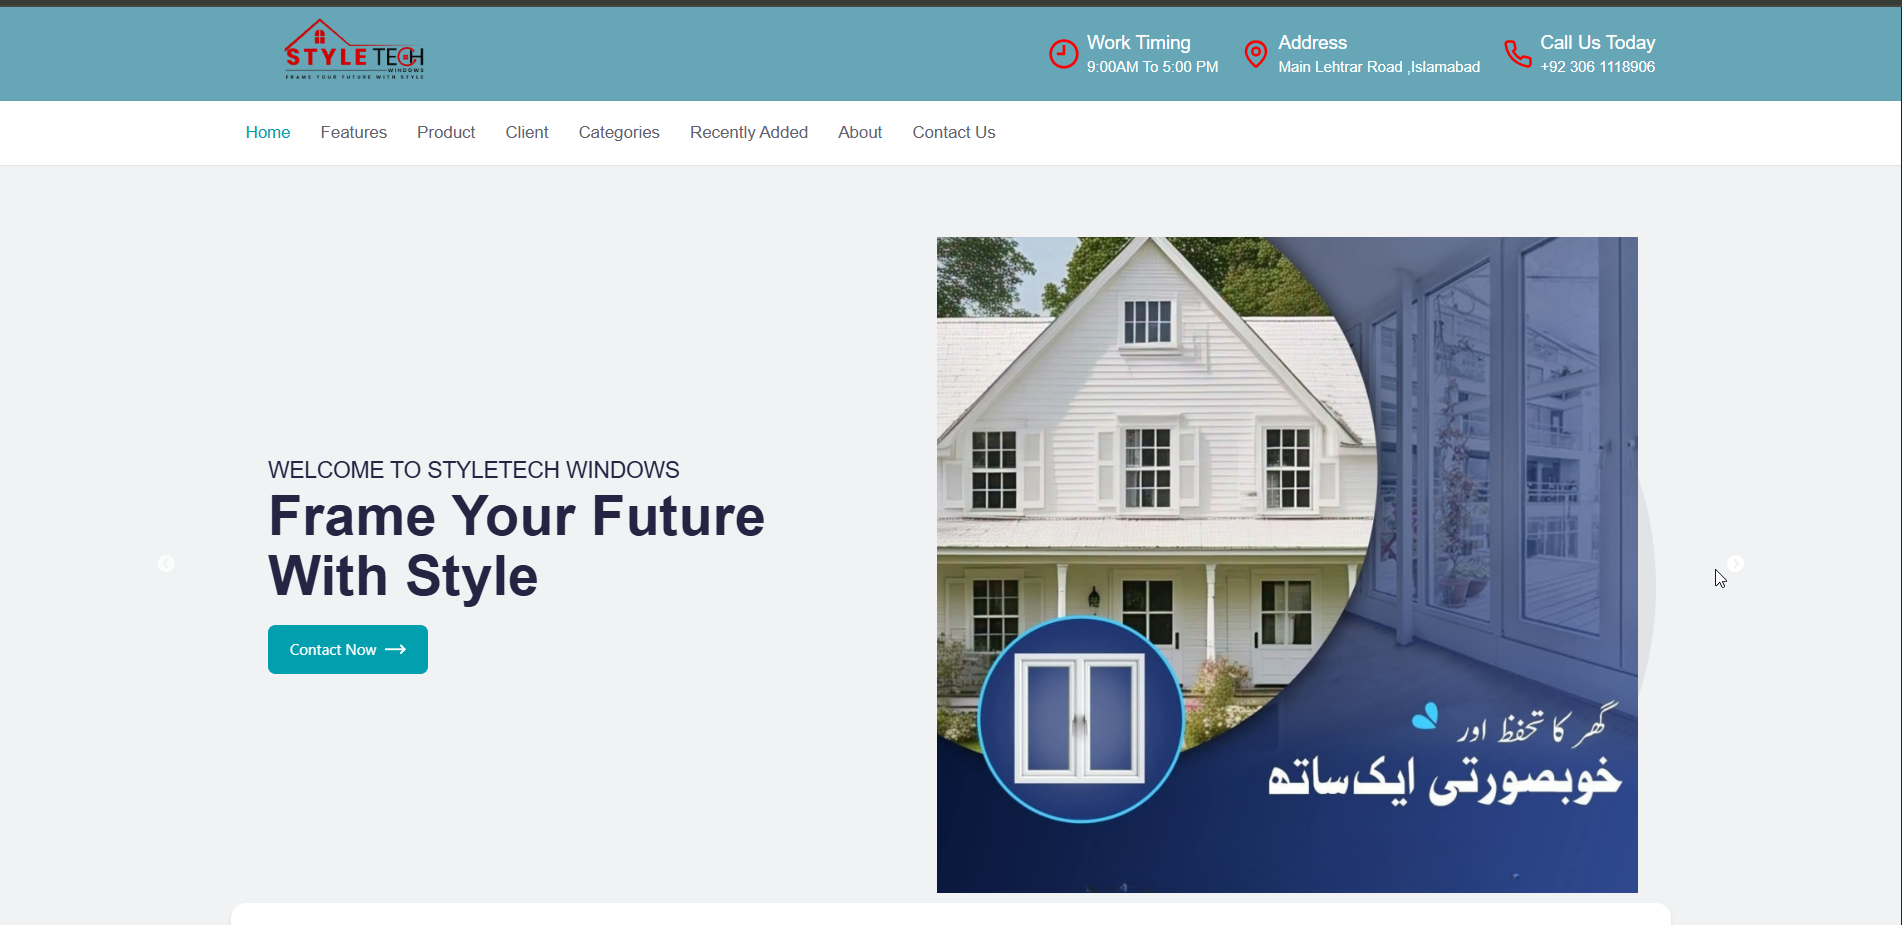 STYLE TECH
WINDOWS
FRAME YOUR FUTURE WITH STYLE
Work Timing
9:00AM To 5:00 PM
Address
Main Lehtrar Road ,Islamabad
Call Us Today
+92 306 1118906
Home Features Product Client Categories Recently Added About Contact Us
WELCOME TO STYLETECH WINDOWS
Frame Your Future
With Style
Contact Now
گھر کا تحفظ اور
خوبصورتی ایک ساتھ